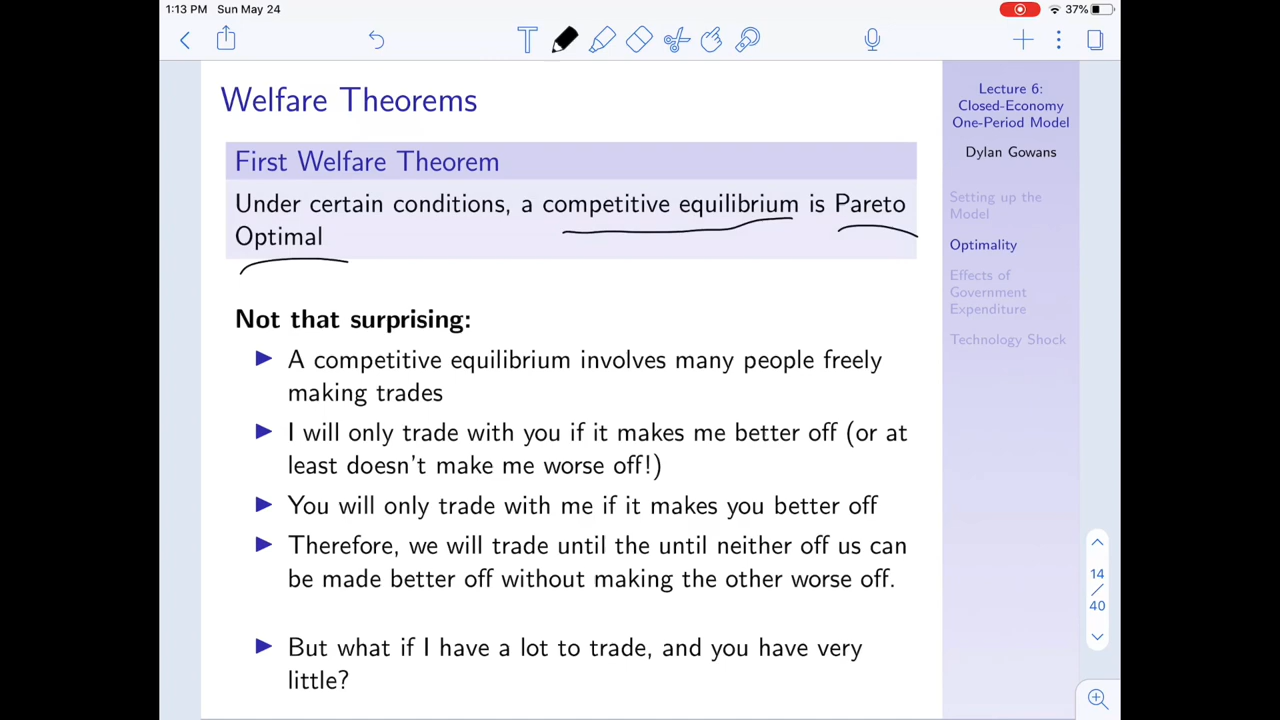 1:13 PM Sun May 24
37%
Welfare Theorems
First Welfare Theorem
Under certain conditions, a competitive equilibrium is Pareto
Optimal
Not that surprising:
A competitive equilibrium involves many people freely
making trades
I will only trade with you if it makes me better off (or at
least doesn't make me worse off!)
You will only trade with me if it makes you better off
Therefore, we will trade until the until neither off us can
be made better off without making the other worse off.
But what if I have a lot to trade, and you have very
little?
Lecture 6:
Closed-Economy
One-Period Model
Dylan Gowans
Setting up the
Model
Optimality
Effects of
Government
Expenditure
Technology Shock
14
/
40